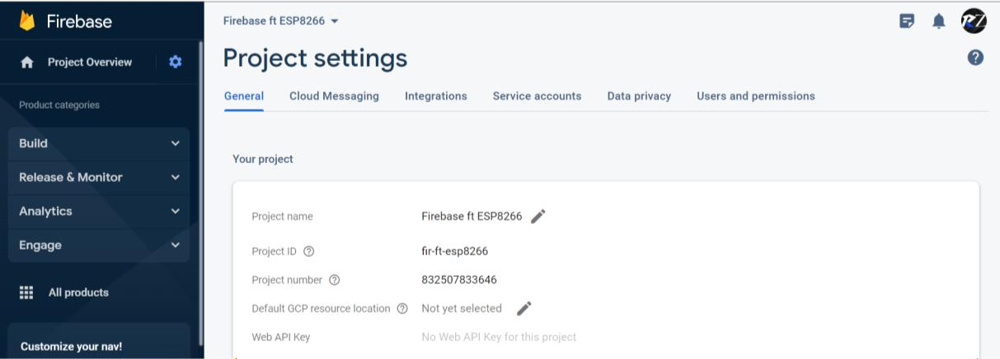 Firebase
Firebase ft ESP8266
RZ
Project Overview
Project settings
General Cloud Messaging Integrations Service accounts Data privacy Users and permissions
Product categories
Build
Release & Monitor
Analytics
Engage
All products
Customize your nav!
Your project
Project name Firebase ft ESP8266
Project ID ? fir-ft-esp8266
Project number ? 832507833646
Default GCP resource location ? Not yet selected
Web API Key No Web API Key for this project